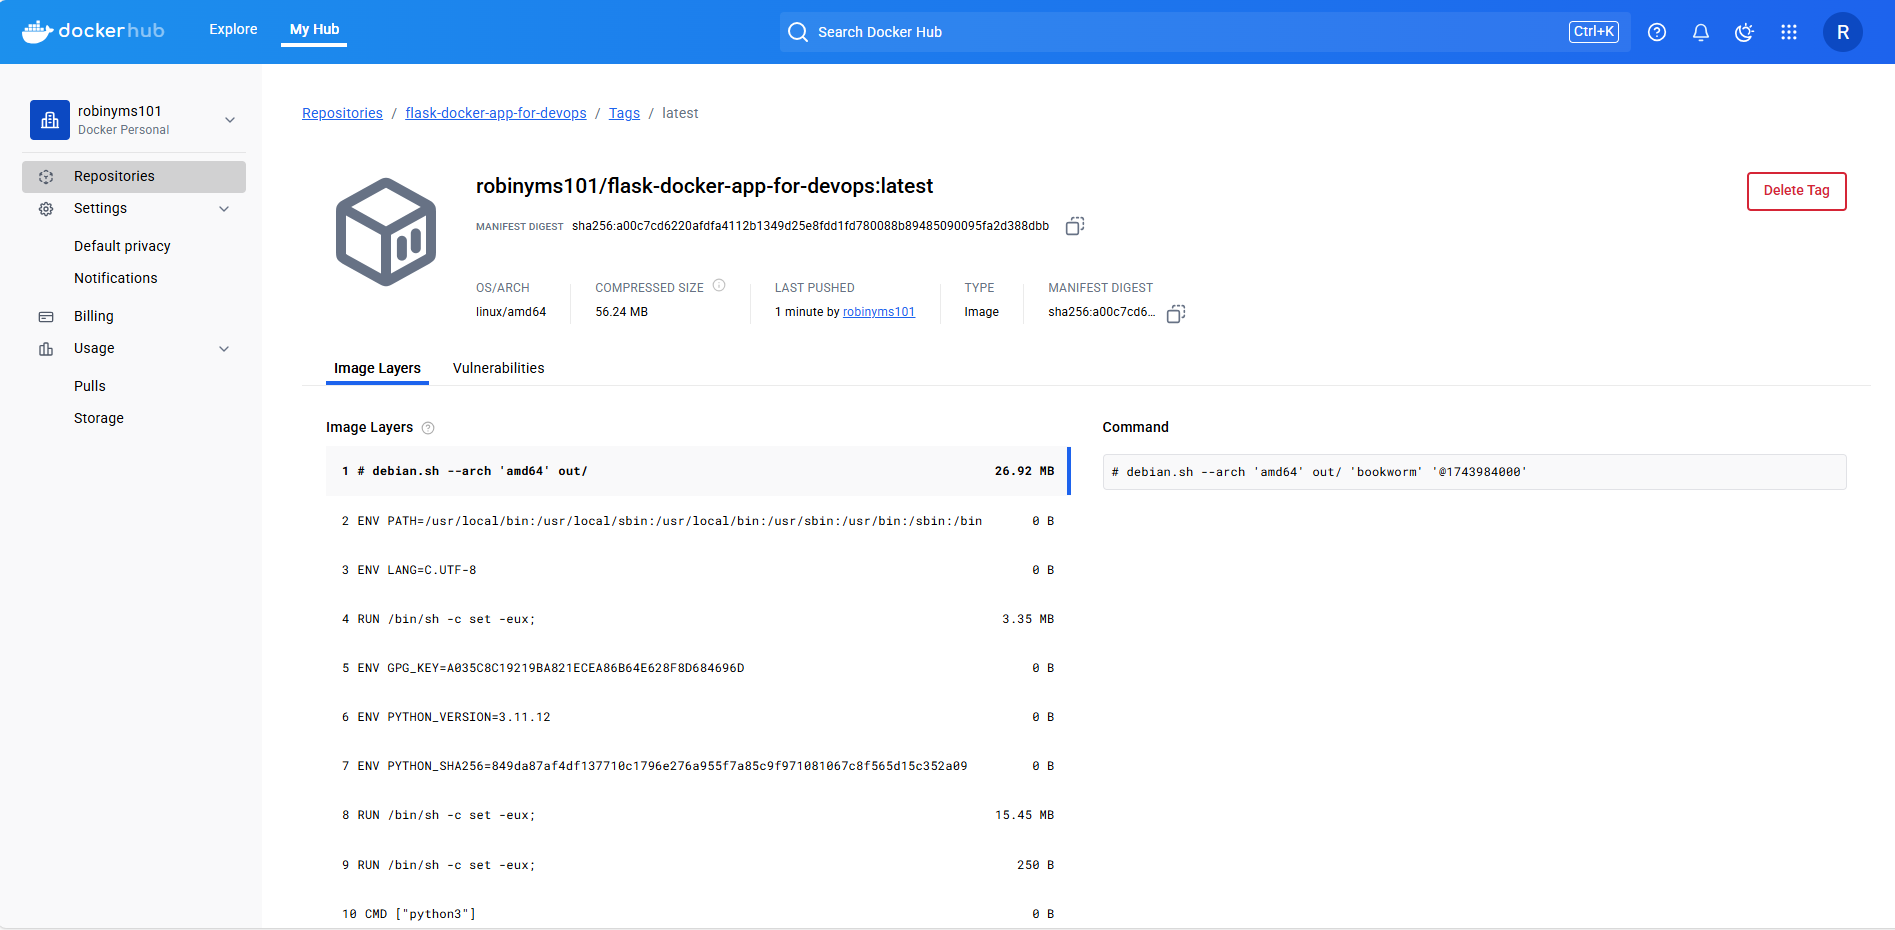 dockerhub
Explore
My Hub
Search Docker Hub
Ctrl+K
R
robinyms101
Docker Personal
Repositories
Settings
Default privacy
Notifications
Billing
Usage
Pulls
Storage
Repositories / flask-docker-app-for-devops / Tags / latest
robinyms101/flask-docker-app-for-devops:latest
Delete Tag
MANIFEST DIGEST sha256:a00c7cd6220afdfa4112b1349d25e8fdd1fd780088b89485090095fa2d388dbb
OS/ARCH
linux/amd64
COMPRESSED SIZE
56.24 MB
LAST PUSHED
1 minute by robinyms101
TYPE
Image
MANIFEST DIGEST
sha256:a00c7cd6...
Image Layers
Vulnerabilities
Image Layers
1 # debian.sh --arch 'amd64' out/ 26.92 MB
2 ENV PATH=/usr/local/bin:/usr/local/sbin:/usr/local/bin:/usr/sbin:/usr/bin:/sbin:/bin 0 B
3 ENV LANG=C.UTF-8 0 B
4 RUN /bin/sh -c set -eux; 3.35 MB
5 ENV GPG_KEY=A035C8C19219BA821ECEA86B64E628F8D684696D 0 B
6 ENV PYTHON_VERSION=3.11.12 0 B
7 ENV PYTHON_SHA256=849da87af4df137710c1796e276a955f7a85c9f971081067c8f565d15c352a09 0 B
8 RUN /bin/sh -c set -eux; 15.45 MB
9 RUN /bin/sh -c set -eux; 250 B
10 CMD ["python3"] 0 B
Command
# debian.sh --arch 'amd64' out/ 'bookworm' '@1743984000'